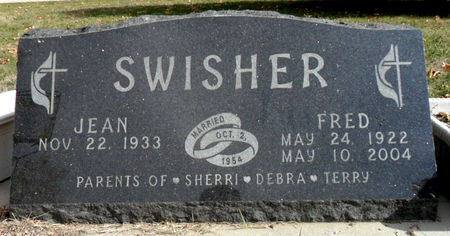 SWISHER
JEAN
NOV. 22. 1933
MARRIED
OCT. 2.
1954
FRED
MAY 24, 1922
MAY 10, 2004
PARENTS OF ♥ SHERRI ♥ DEBRA ♥ TERRY